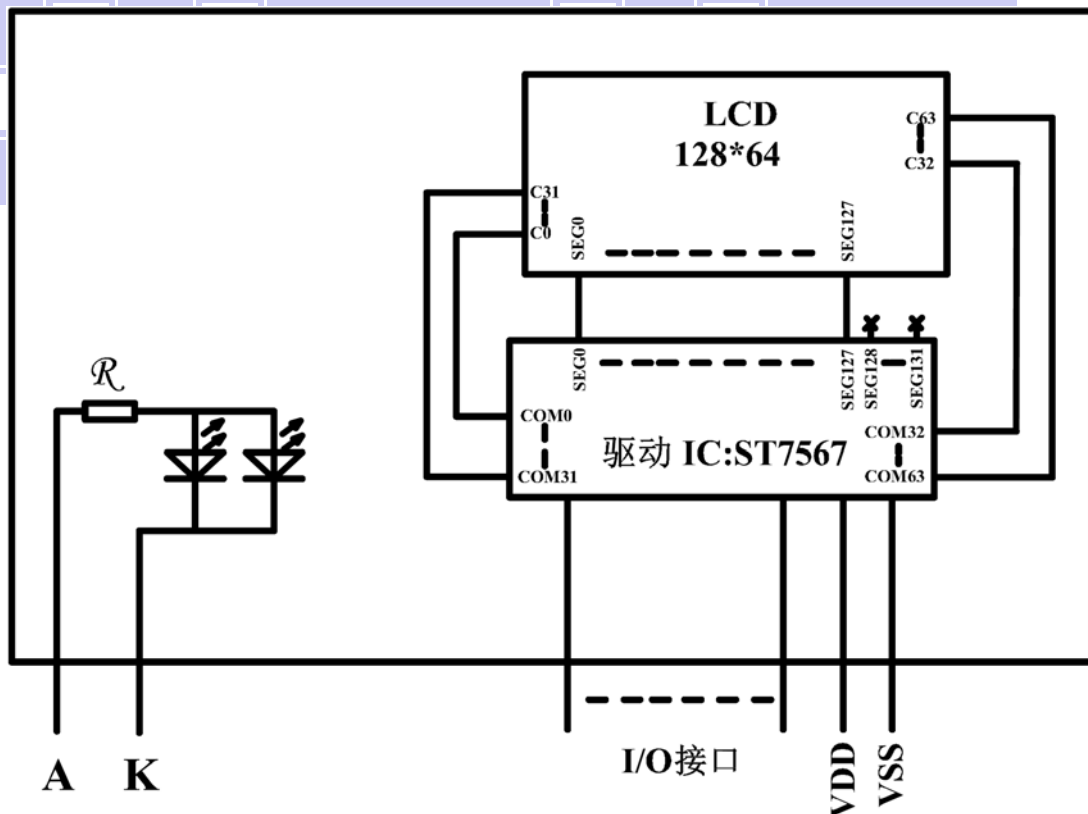 LCD
128*64
C63
C32
C31
C0
SEG0
SEG127
SEG0
SEG127
SEG128
SEG131
COM0
COM31
驱动 IC:ST7567
COM32
COM63
R
A
K
I/O接口
VDD
VSS